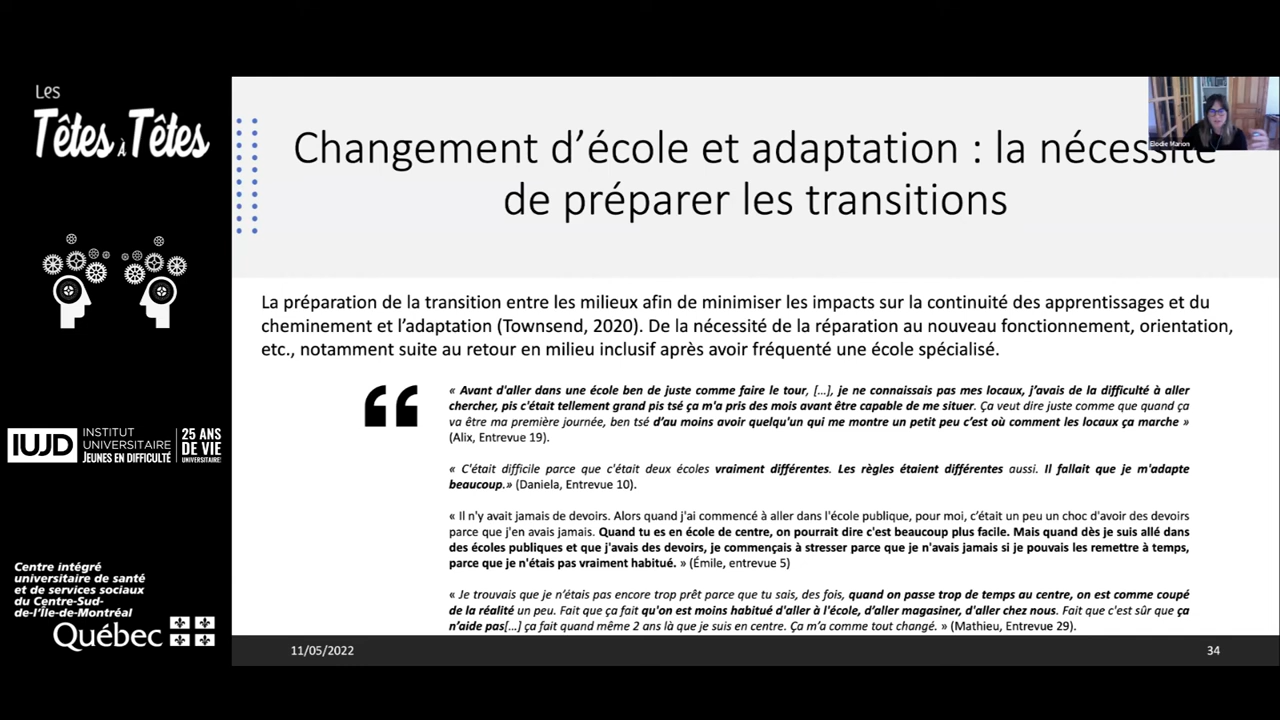 Les
Têtes à Têtes
IUJD
INSTITUT
UNIVERSITAIRE
JEUNES EN DIFFICULTÉ
25 ANS
DE VIE
UNIVERSITAIRE!
Centre intégré
universitaire de santé
et de services sociaux
du Centre-Sud-
de-l'Île-de-Montréal
Québec
Elodie Marion
Changement d'école et adaptation : la nécessité
de préparer les transitions
La préparation de la transition entre les milieux afin de minimiser les impacts sur la continuité des apprentissages et du
cheminement et l'adaptation (Townsend, 2020). De la nécessité de la réparation au nouveau fonctionnement, orientation,
etc., notamment suite au retour en milieu inclusif après avoir fréquenté une école spécialisé.
« Avant d'aller dans une école ben de juste comme faire le tour, [...], je ne connaissais pas mes locaux, j'avais de la difficulté à aller
chercher, pis c'était tellement grand pis tsé ça m'a pris des mois avant être capable de me situer. Ça veut dire juste comme que quand ça
va être ma première journée, ben tsé d'au moins avoir quelqu'un qui me montre un petit peu c'est où comment les locaux ça marche »
(Alix, Entrevue 19).
« C'était difficile parce que c'était deux écoles vraiment différentes. Les règles étaient différentes aussi. Il fallait que je m'adapte
beaucoup.» (Daniela, Entrevue 10).
« Il n'y avait jamais de devoirs. Alors quand j'ai commencé à aller dans l'école publique, pour moi, c'était un peu un choc d'avoir des devoirs
parce que j'en avais jamais. Quand tu es en école de centre, on pourrait dire c'est beaucoup plus facile. Mais quand dès je suis allé dans
des écoles publiques et que j'avais des devoirs, je commençais à stresser parce que je n'avais jamais si je pouvais les remettre à temps,
parce que je n'étais pas vraiment habitué. » (Émile, entrevue 5)
« Je trouvais que je n'étais pas encore trop prêt parce que tu sais, des fois, quand on passe trop de temps au centre, on est comme coupé
de la réalité un peu. Fait que ça fait qu'on est moins habitué d'aller à l'école, d'aller magasiner, d'aller chez nous. Fait que c'est sûr que ça
n'aide pas[...] ça fait quand même 2 ans là que je suis en centre. Ça m'a comme tout changé. » (Mathieu, Entrevue 29).
11/05/2022
34